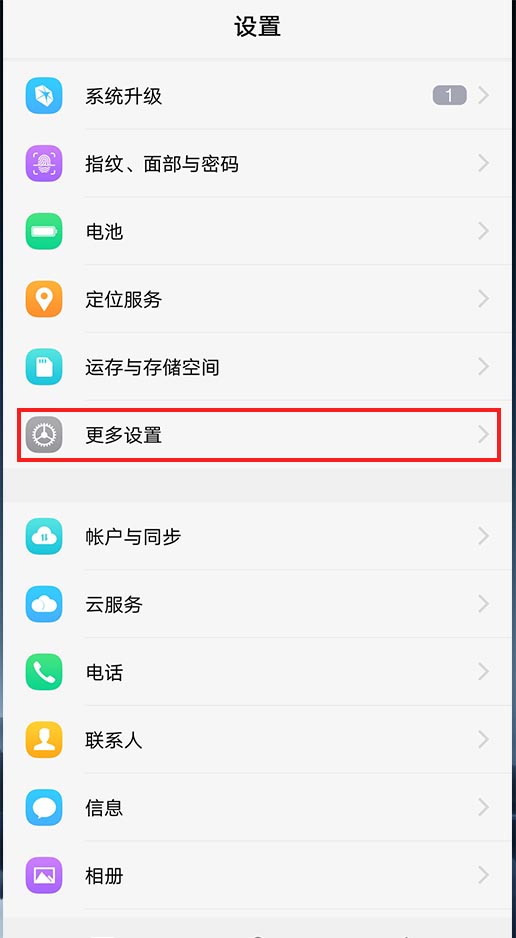 设置
系统升级
1
指纹、面部与密码
电池
定位服务
运存与存储空间
更多设置
帐户与同步
云服务
电话
联系人
信息
相册